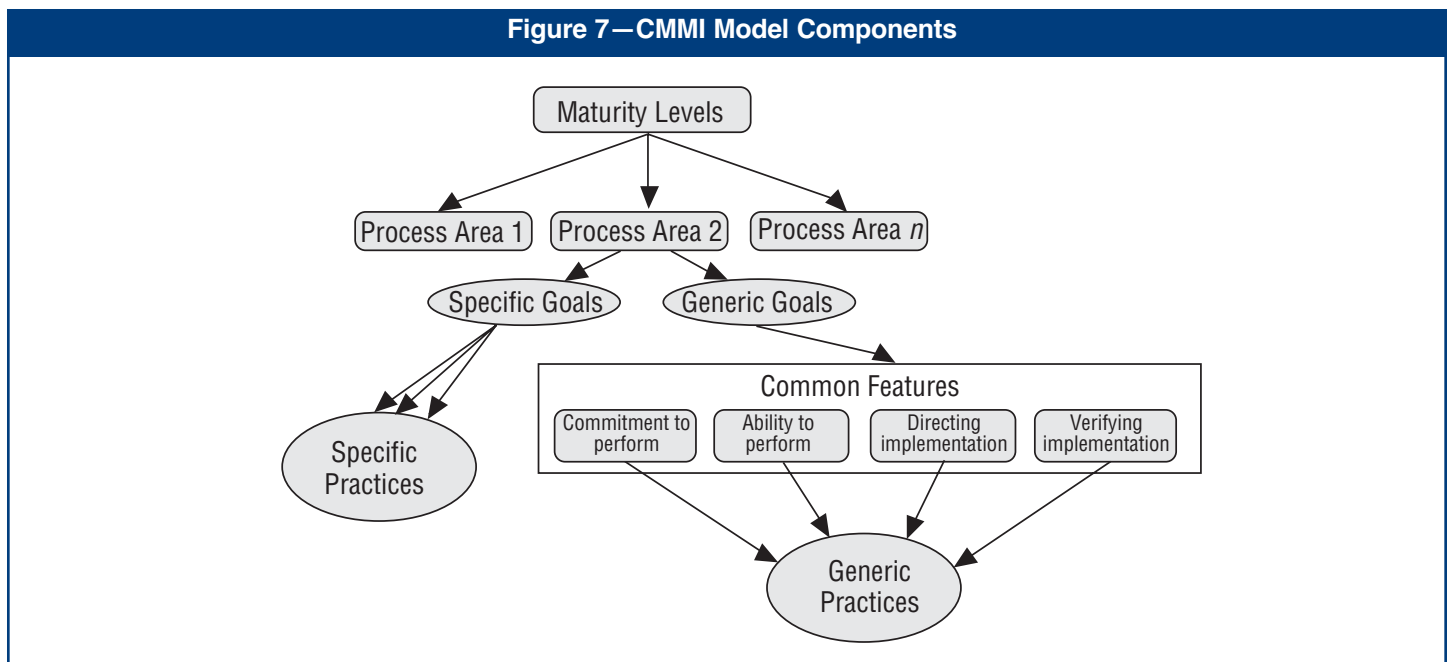 Figure 7—CMMI Model Components
Maturity Levels
Process Area 1
Process Area 2
Process Area n
Specific Goals
Generic Goals
Common Features
Commitment to
perform
Ability to
perform
Directing
implementation
Verifying
implementation
Specific
Practices
Generic
Practices